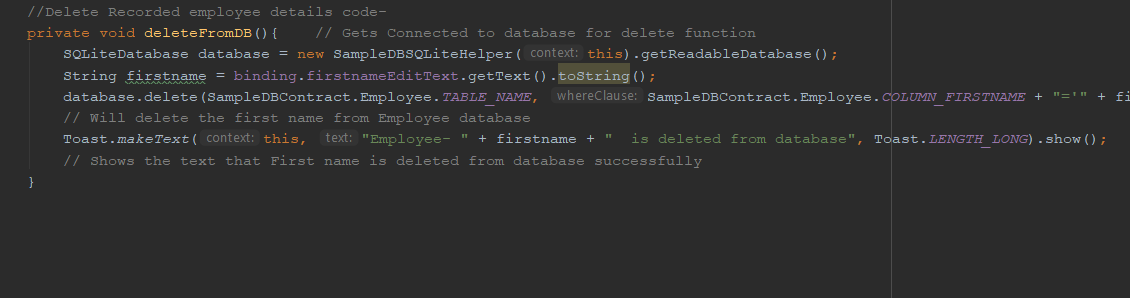 //Delete Recorded employee details code-
private void deleteFromDB(){    // Gets Connected to database for delete function
SQLiteDatabase database = new SampleDBSQLiteHelper( context: this).getReadableDatabase();
String firstname = binding.firstnameEditText.getText().toString();
database.delete(SampleDBContract.Employee.TABLE_NAME, whereClause: SampleDBContract.Employee.COLUMN_FIRSTNAME + "='" + fi
// Will delete the first name from Employee database
Toast.makeText( context: this, text: "Employee- " + firstname + "  is deleted from database", Toast.LENGTH_LONG).show();
// Shows the text that First name is deleted from database successfully
}